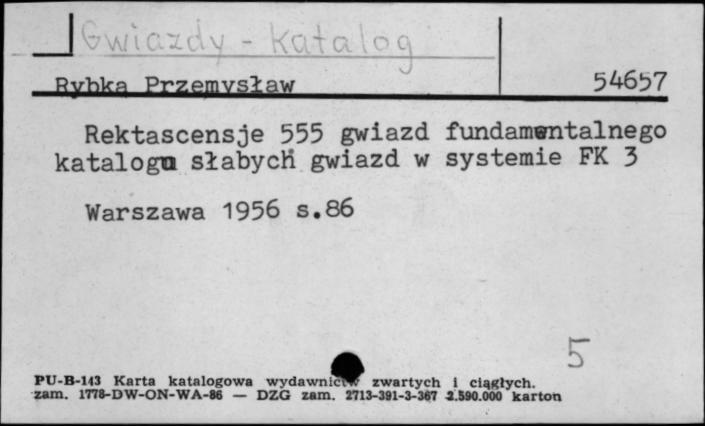 Gwiazdy - katalog
Rybka Przemysław 54657
Rektascensje 555 gwiazd fundamentalnego
katalogu słabych gwiazd w systemie FK 3
Warszawa 1956 s.86
5
PU-B-143 Karta katalogowa wydawnictw zwartych i ciągłych.
zam. 1778-DW-ON-WA-86 — DZG zam. 2713-391-3-367 2.590.000 karton